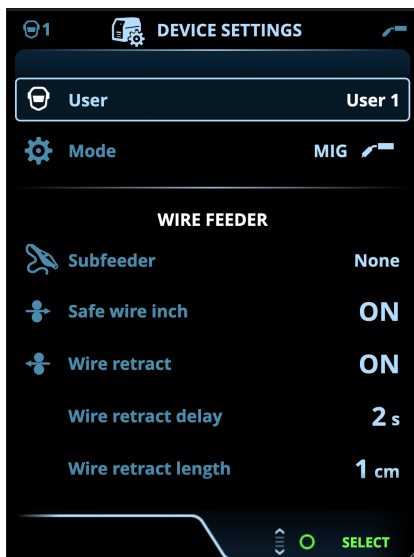 1 DEVICE SETTINGS
User User 1
Mode MIG
WIRE FEEDER
Subfeeder None
Safe wire inch ON
Wire retract ON
Wire retract delay 2 s
Wire retract length 1 cm
SELECT